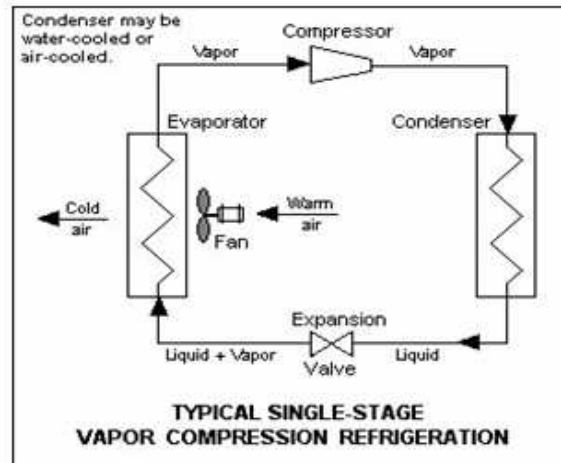 Condenser may be
water-cooled or
air-cooled.
Compressor
Vapor
Vapor
Evaporator
Condenser
Cold
air
Warm
air
Fan
Expansion
Valve
Liquid + Vapor
Liquid
TYPICAL SINGLE-STAGE
VAPOR COMPRESSION REFRIGERATION